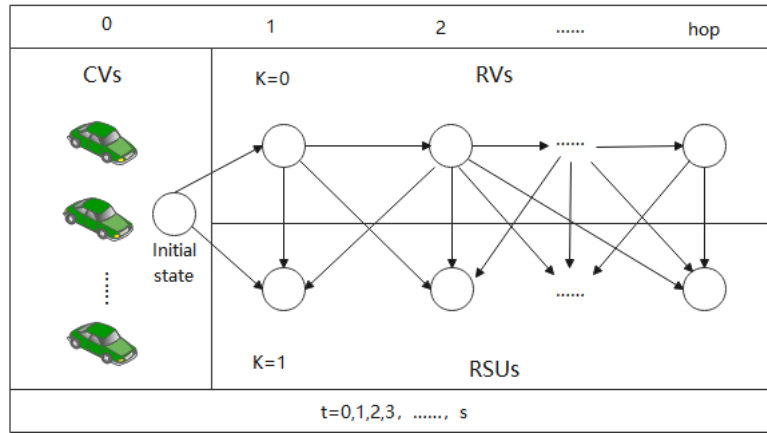 0
1
2
......
hop
CVs
K=0
RVs
......
Initial
state
......
K=1
RSUs
t=0,1,2,3, ......, s